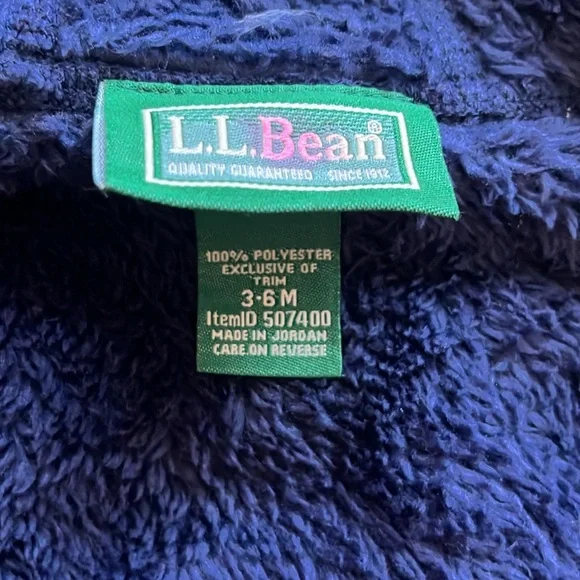 L.L.Bean®
QUALITY GUARANTEED SINCE 1912
100% POLYESTER
EXCLUSIVE OF
TRIM
3-6 M
ItemID 507400
MADE IN JORDAN
CARE ON REVERSE